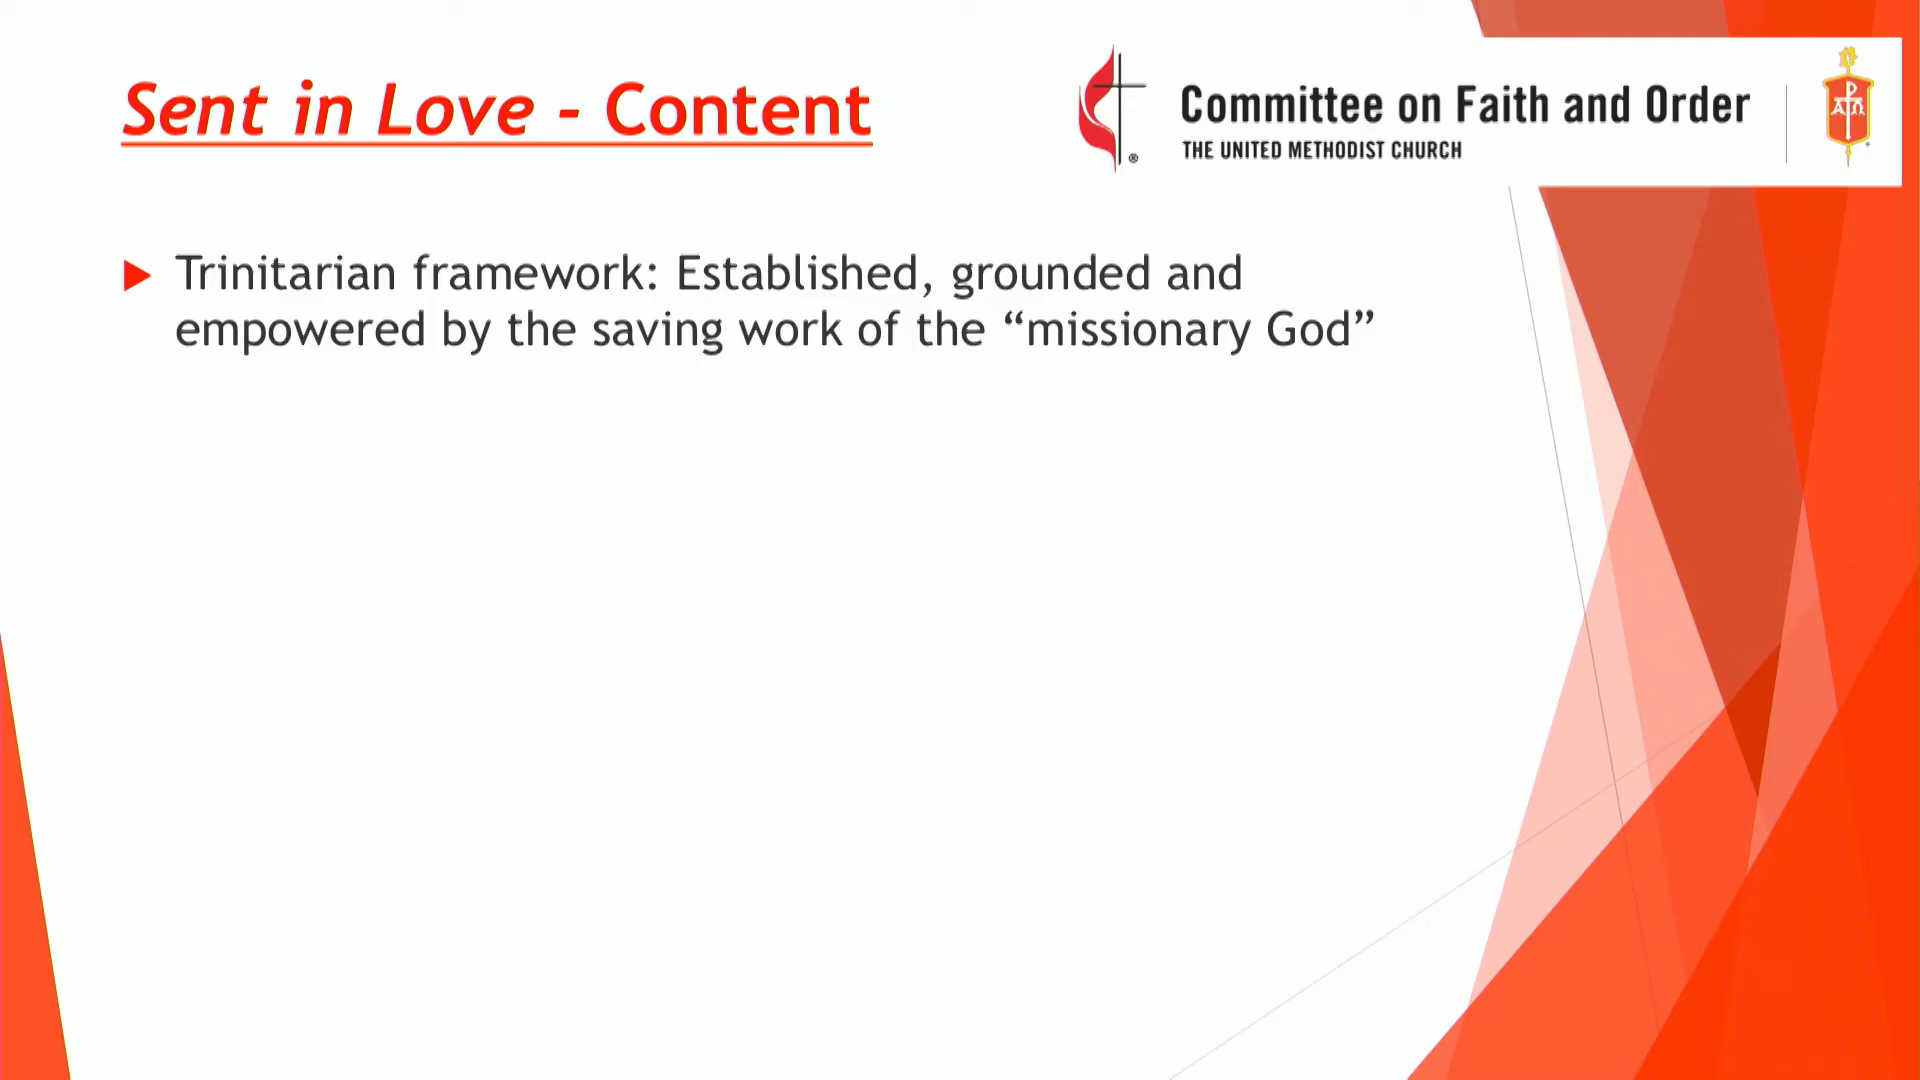 Sent in Love - Content
Committee on Faith and Order
THE UNITED METHODIST CHURCH
®
Trinitarian framework: Established, grounded and
empowered by the saving work of the “missionary God”